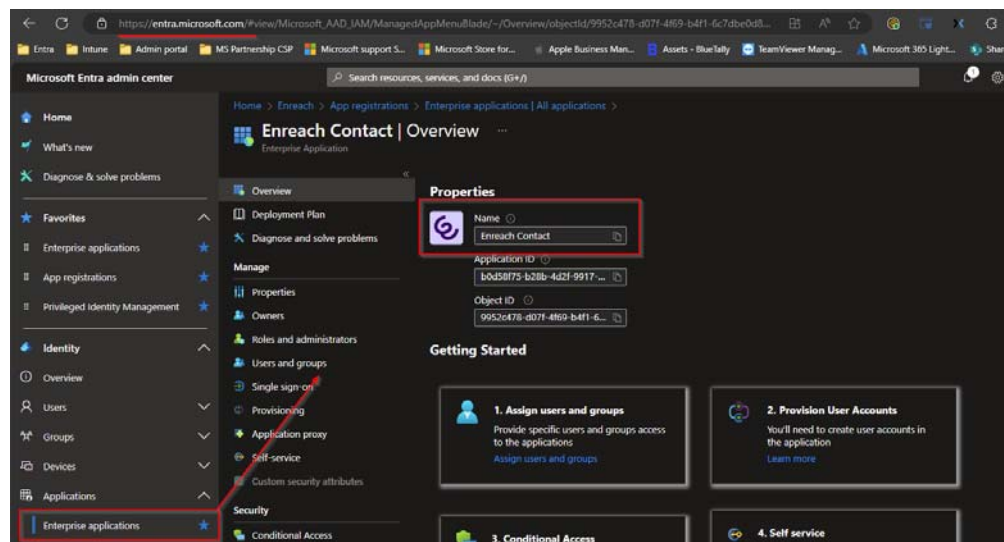 https://entra.microsoft.com/#view/Microsoft_AAD_IAM/ManagedAppMenuBlade/~/Overview/objectId/9952c478-d07f-4f69-b4f1-6c7dbe0d8...
Entra
Intune
Admin portal
MS Partnership CSP
Microsoft support S...
Microsoft Store for...
Apple Business Man...
Assets - BlueTally
TeamViewer Manag...
Microsoft 365 Light...
Shar
Microsoft Entra admin center
Search resources, services, and docs (G+/)
Home > Enreach > App registrations > Enterprise applications | All applications >
Enreach Contact | Overview ...
Enterprise Application
Home
What's new
Diagnose & solve problems
Favorites
Enterprise applications
App registrations
Privileged Identity Management
Identity
Overview
Users
Groups
Devices
Applications
Enterprise applications
Overview
Deployment Plan
Diagnose and solve problems
Manage
Properties
Owners
Roles and administrators
Users and groups
Single sign-on
Provisioning
Application proxy
Self-service
Custom security attributes
Security
Conditional Access
Properties
Name
Enreach Contact
Application ID
b0d58f75-b28b-4d2f-9917-...
Object ID
9952c478-d07f-4f69-b4f1-6...
Getting Started
1. Assign users and groups
Provide specific users and groups access
to the applications
Assign users and groups
2. Provision User Accounts
You'll need to create user accounts in
the application
Learn more
3. Conditional Access
4. Self service